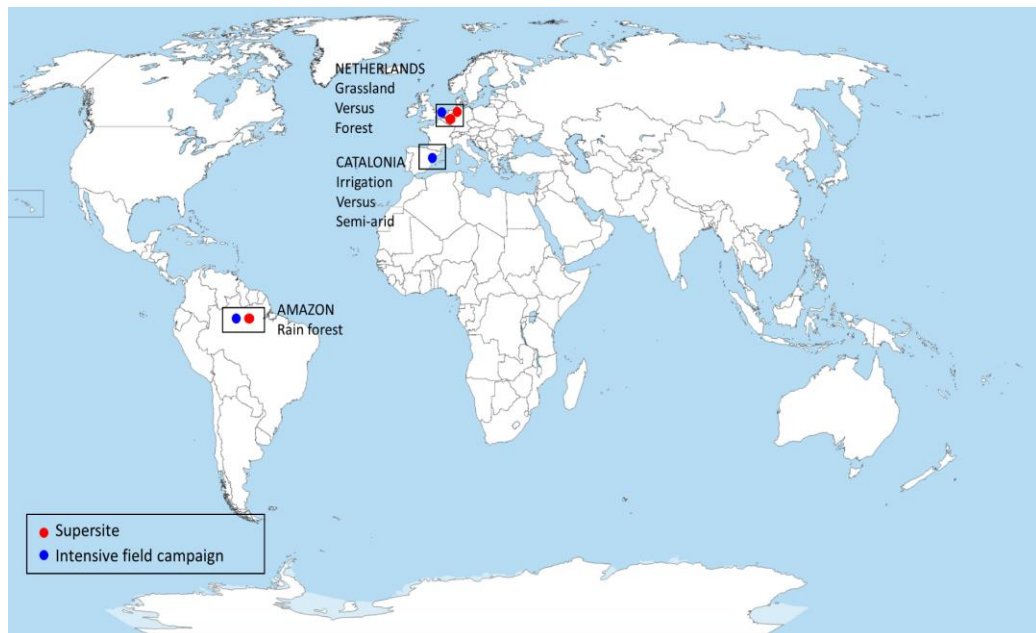 NETHERLANDS
Grassland
Versus
Forest
CATALONIA
Irrigation
Versus
Semi-arid
AMAZON
Rain forest
Supersite
Intensive field campaign